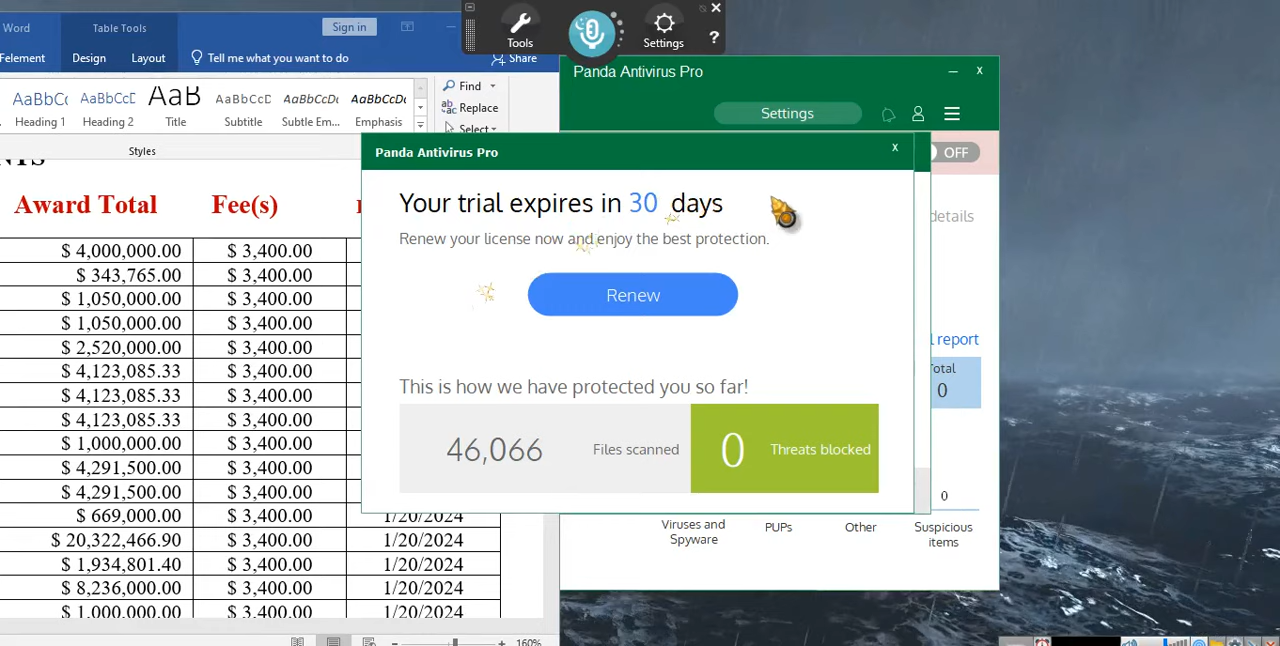 Word
Table Tools
Sign in
Felement
Design
Layout
Tell me what you want to do
Share
Tools
Settings
?
AaBbCc
Heading 1
AaBbCcD
Heading 2
AaB
Title
AaBbCcD
Subtitle
AaBbCcDc
Subtle Em...
AaBbCcDc
Emphasis
Find
Replace
Select
Styles
Panda Antivirus Pro
Settings
OFF
details
l report
Total
0
0
Viruses and
Spyware
PUPs
Other
Suspicious
items
Panda Antivirus Pro
Your trial expires in 30 days
Renew your license now and enjoy the best protection.
Renew
This is how we have protected you so far!
46,066 Files scanned
0 Threats blocked
Award Total Fee(s)
$ 4,000,000.00 $ 3,400.00
$ 343,765.00 $ 3,400.00
$ 1,050,000.00 $ 3,400.00
$ 1,050,000.00 $ 3,400.00
$ 2,520,000.00 $ 3,400.00
$ 4,123,085.33 $ 3,400.00
$ 4,123,085.33 $ 3,400.00
$ 4,123,085.33 $ 3,400.00
$ 1,000,000.00 $ 3,400.00
$ 4,291,500.00 $ 3,400.00
$ 4,291,500.00 $ 3,400.00
$ 669,000.00 $ 3,400.00 1/20/2024
$ 20,322,466.90 $ 3,400.00 1/20/2024
$ 1,934,801.40 $ 3,400.00 1/20/2024
$ 8,236,000.00 $ 3,400.00 1/20/2024
$ 1,000,000.00 $ 3,400.00 1/20/2024
160%